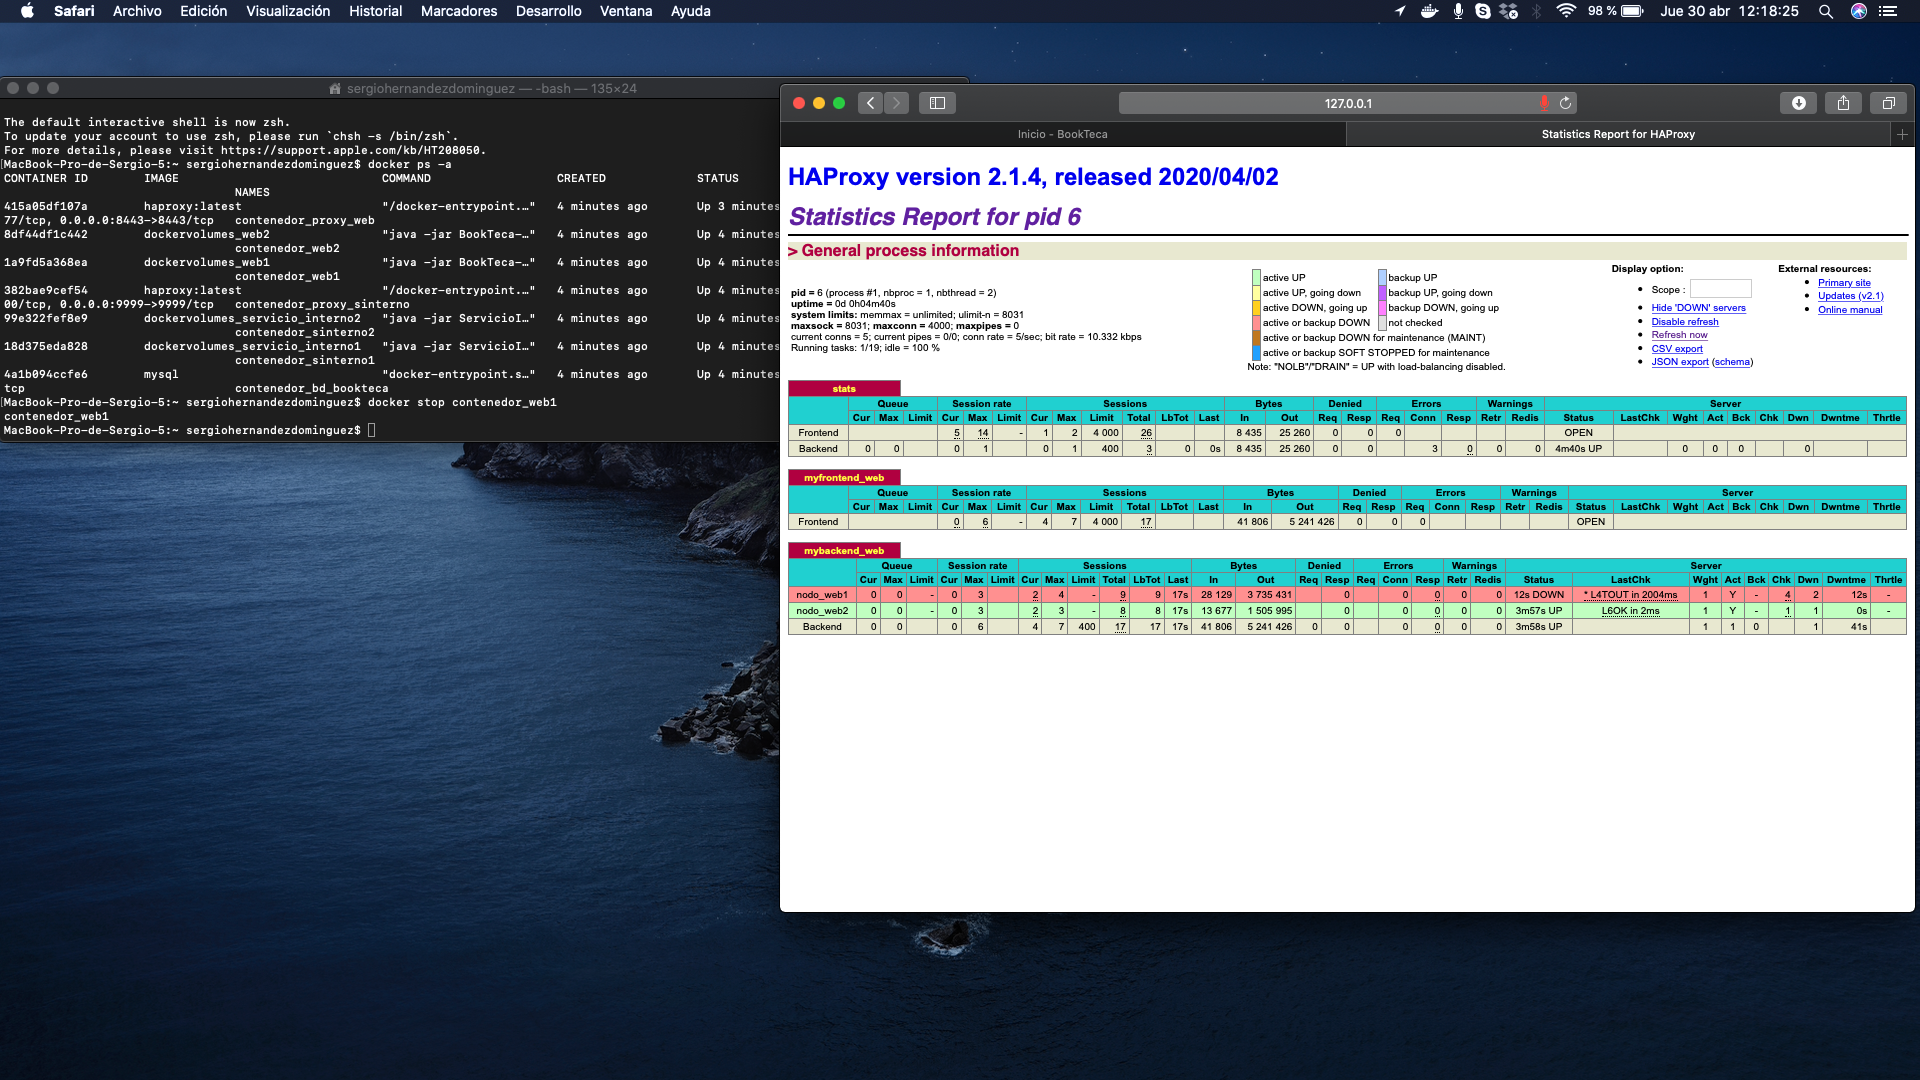 Safari Archivo Edición Visualización Historial Marcadores Desarrollo Ventana Ayuda
98 % Jue 30 abr 12:18:25
sergiohernandezdominguez — -bash — 135×24
The default interactive shell is now zsh.
To update your account to use zsh, please run `chsh -s /bin/zsh`.
For more details, please visit https://support.apple.com/kb/HT208050.
[MacBook-Pro-de-Sergio-5:~ sergiohernandezdominguez$ docker ps -a
CONTAINER ID IMAGE COMMAND CREATED STATUS
NAMES
415a05df107a haproxy:latest "/docker-entrypoint.…" 4 minutes ago Up 3 minutes
77/tcp, 0.0.0.0:8443->8443/tcp contenedor_proxy_web
8df44df1c442 dockervolumes_web2 "java -jar BookTeca-…" 4 minutes ago Up 4 minutes
contenedor_web2
1a9fd5a368ea dockervolumes_web1 "java -jar BookTeca-…" 4 minutes ago Up 4 minutes
contenedor_web1
382bae9cef54 haproxy:latest "/docker-entrypoint.…" 4 minutes ago Up 4 minutes
00/tcp, 0.0.0.0:9999->9999/tcp contenedor_proxy_sinterno
99e322fef8e9 dockervolumes_servicio_interno2 "java -jar ServicioI…" 4 minutes ago Up 4 minutes
contenedor_sinterno2
18d375eda828 dockervolumes_servicio_interno1 "java -jar ServicioI…" 4 minutes ago Up 4 minutes
contenedor_sinterno1
4a1b094ccfe6 mysql "docker-entrypoint.s…" 4 minutes ago Up 4 minutes
tcp contenedor_bd_bookteca
[MacBook-Pro-de-Sergio-5:~ sergiohernandezdominguez$ docker stop contenedor_web1
contenedor_web1
MacBook-Pro-de-Sergio-5:~ sergiohernandezdominguez$
127.0.0.1
Inicio - BookTeca Statistics Report for HAProxy
HAProxy version 2.1.4, released 2020/04/02
Statistics Report for pid 6
> General process information
pid = 6 (process #1, nbproc = 1, nbthread = 2)
uptime = 0d 0h04m40s
system limits: memmax = unlimited; ulimit-n = 8031
maxsock = 8031; maxconn = 4000; maxpipes = 0
current conns = 5; current pipes = 0/0; conn rate = 5/sec; bit rate = 10.332 kbps
Running tasks: 1/19; idle = 100 %
active UP backup UP
active UP, going down backup UP, going down
active DOWN, going up backup DOWN, going up
active or backup DOWN not checked
active or backup DOWN for maintenance (MAINT)
active or backup SOFT STOPPED for maintenance
Note: "NOLB"/"DRAIN" = UP with load-balancing disabled.
Display option:
Scope :
Hide 'DOWN' servers
Disable refresh
Refresh now
CSV export
JSON export (schema)
External resources:
Primary site
Updates (v2.1)
Online manual
stats
Queue Session rate Sessions Bytes Denied Errors Warnings Server
Cur Max Limit Cur Max Limit Cur Max Limit Total LbTot Last In Out Req Resp Req Conn Resp Retr Redis Status LastChk Wght Act Bck Chk Dwn Dwntme Thrtle
Frontend 5 14 - 1 2 4 000 26 8 435 25 260 0 0 0 OPEN
Backend 0 0 0 1 0 1 400 3 0 0s 8 435 25 260 0 0 3 0 0 0 4m40s UP 0 0 0 0
myfrontend_web
Queue Session rate Sessions Bytes Denied Errors Warnings Server
Cur Max Limit Cur Max Limit Cur Max Limit Total LbTot Last In Out Req Resp Req Conn Resp Retr Redis Status LastChk Wght Act Bck Chk Dwn Dwntme Thrtle
Frontend 0 6 - 4 7 4 000 17 41 806 5 241 426 0 0 0 OPEN
mybackend_web
Queue Session rate Sessions Bytes Denied Errors Warnings Server
Cur Max Limit Cur Max Limit Cur Max Limit Total LbTot Last In Out Req Resp Req Conn Resp Retr Redis Status LastChk Wght Act Bck Chk Dwn Dwntme Thrtle
nodo_web1 0 0 - 0 3 2 4 - 9 9 17s 28 129 3 735 431 0 0 0 0 0 12s DOWN * L4TOUT in 2004ms 1 Y - 4 2 12s -
nodo_web2 0 0 - 0 3 2 3 - 8 8 17s 13 677 1 505 995 0 0 0 0 0 3m57s UP L6OK in 2ms 1 Y - 1 1 0s -
Backend 0 0 0 6 4 7 400 17 17 17s 41 806 5 241 426 0 0 0 0 0 0 3m58s UP 1 1 0 1 41s